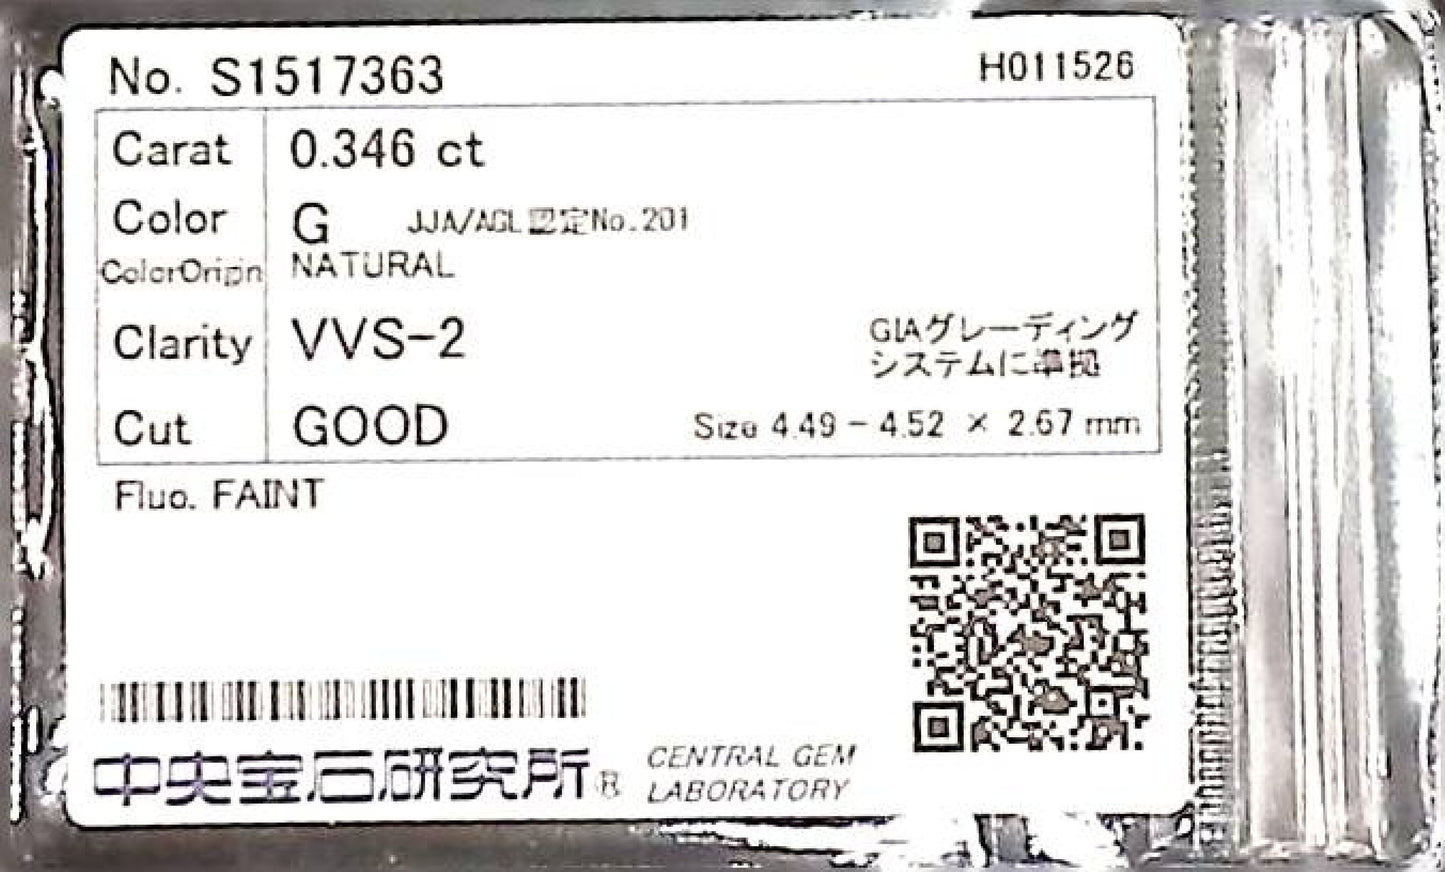 No. S1517363 H011526
Carat 0.346 ct
Color G JJA/AGL認定No.201
ColorOrigin NATURAL
Clarity VVS-2
GIAグレーディング
システムに準拠
Cut GOOD Size 4.49 - 4.52 × 2.67 mm
Fluo. FAINT
中央宝石研究所® CENTRAL GEM
LABORATORY